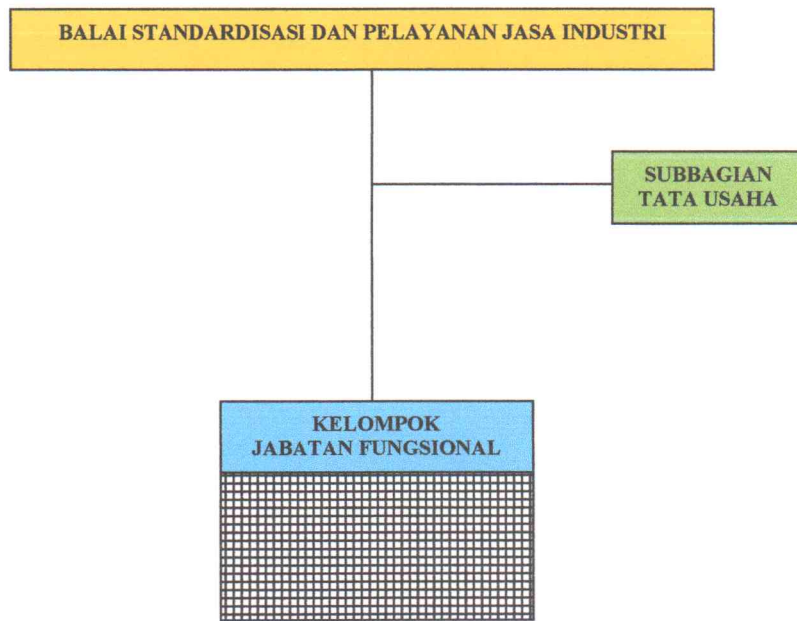 BALAI STANDARDISASI DAN PELAYANAN JASA INDUSTRI
SUBBAGIAN
TATA USAHA
KELOMPOK
JABATAN FUNGSIONAL